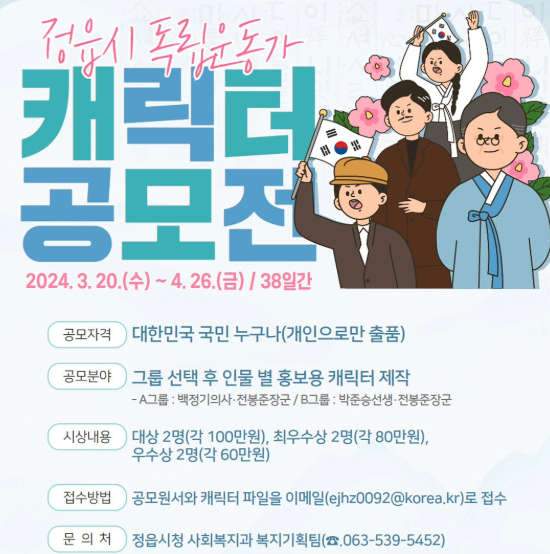 정읍시 독립운동가
캐릭터
공모전
2024. 3. 20.(수) ~ 4. 26.(금) / 38일간
공모자격 대한민국 국민 누구나(개인으로만 출품)
공모분야 그룹 선택 후 인물 별 홍보용 캐릭터 제작
- A그룹 : 백정기의사·전봉준장군 / B그룹 : 박준승선생·전봉준장군
시상내용 대상 2명(각 100만원), 최우수상 2명(각 80만원),
우수상 2명(각 60만원)
접수방법 공모원서와 캐릭터 파일을 이메일(ejhz0092@korea.kr)로 접수
문 의 처 정읍시청 사회복지과 복지기획팀(☎.063-539-5452)